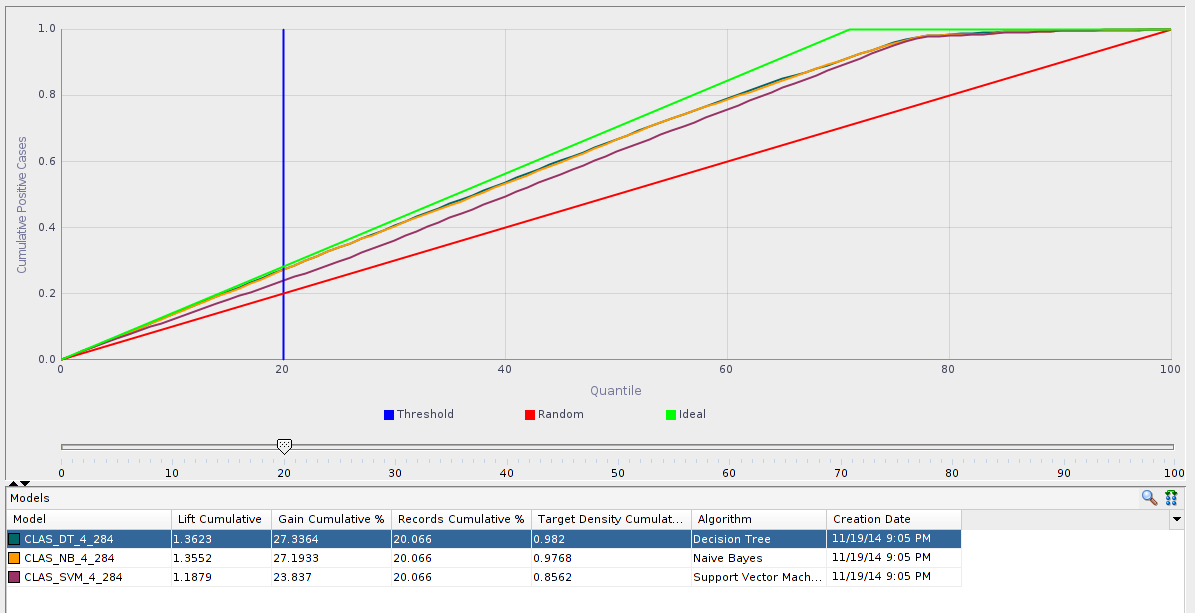 1.0
0.8
0.6
0.4
0.2
0.0
Cumulative Positive Cases
0 20 40 60 80 100
Quantile
Threshold Random Ideal
0 10 20 30 40 50 60 70 80 90 100
Models
Model Lift Cumulative Gain Cumulative % Records Cumulative % Target Density Cumulat... Algorithm Creation Date
CLAS_DT_4_284 1.3623 27.3364 20.066 0.982 Decision Tree 11/19/14 9:05 PM
CLAS_NB_4_284 1.3552 27.1933 20.066 0.9768 Naive Bayes 11/19/14 9:05 PM
CLAS_SVM_4_284 1.1879 23.837 20.066 0.8562 Support Vector Mach... 11/19/14 9:05 PM